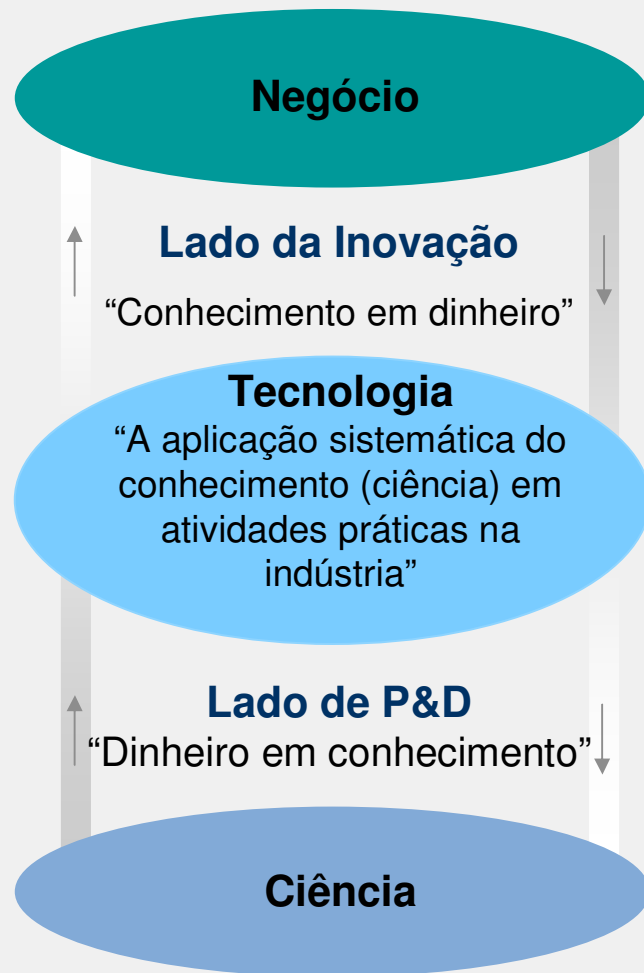 Negócio
Lado da Inovação
“Conhecimento em dinheiro”
Tecnologia
“A aplicação sistemática do
conhecimento (ciência) em
atividades práticas na
indústria”
Lado de P&D
“Dinheiro em conhecimento”
Ciência